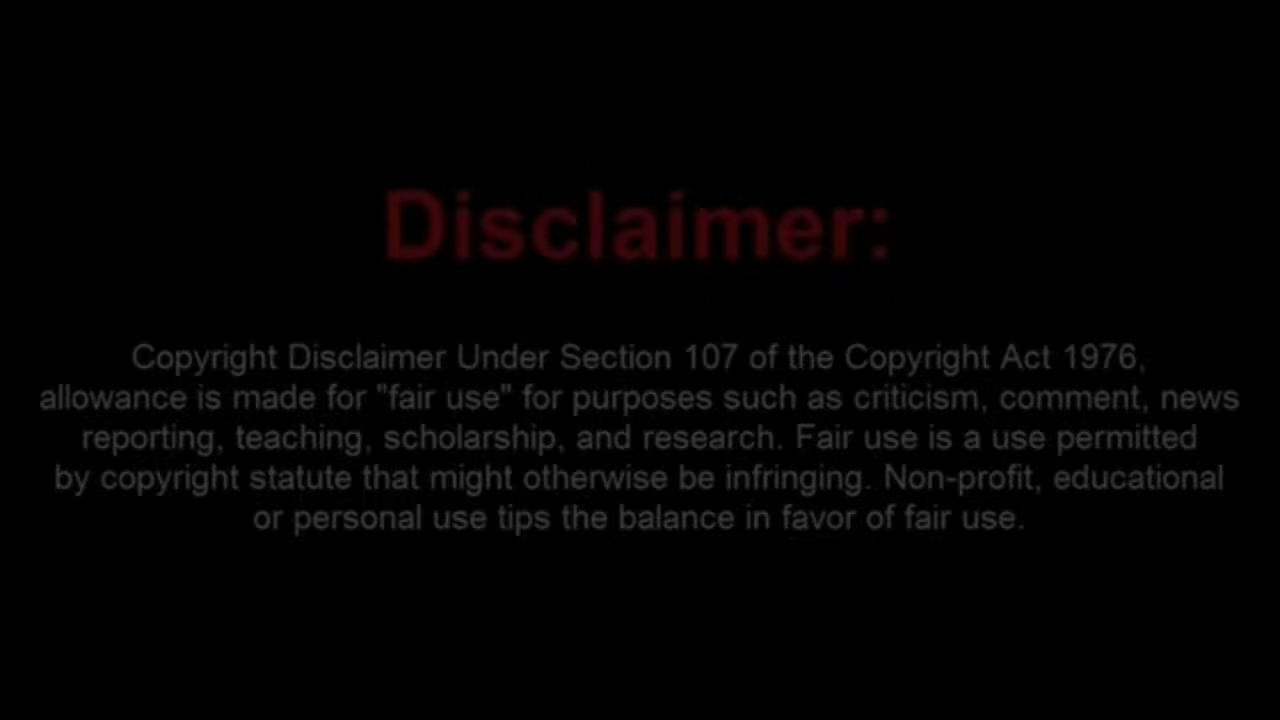 Disclaimer:
Copyright Disclaimer Under Section 107 of the Copyright Act 1976,
allowance is made for "fair use" for purposes such as criticism, comment, news
reporting, teaching, scholarship, and research. Fair use is a use permitted
by copyright statute that might otherwise be infringing. Non-profit, educational
or personal use tips the balance in favor of fair use.